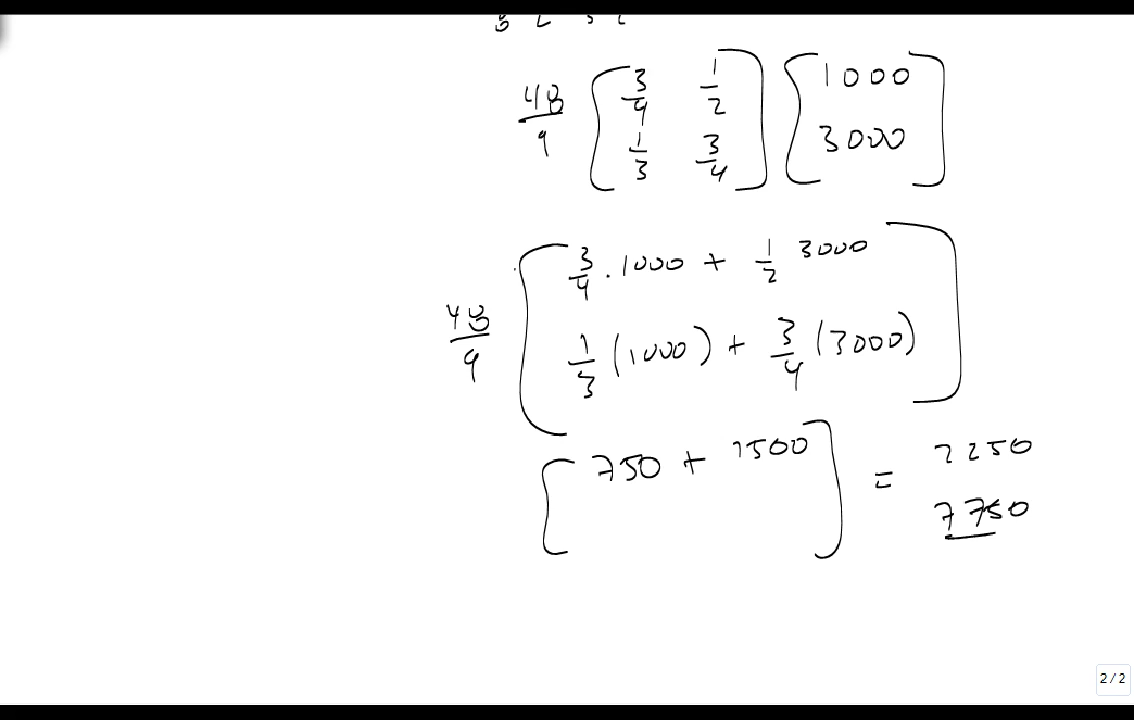 48/9 [3/4 1/2] [1000]
[1/3 3/4] [3000]
48/9 [3/4 . 1000 + 1/2 3000]
[1/3 (1000) + 3/4 (3000)]
[750 + 1500] = 2250
7750
2/2